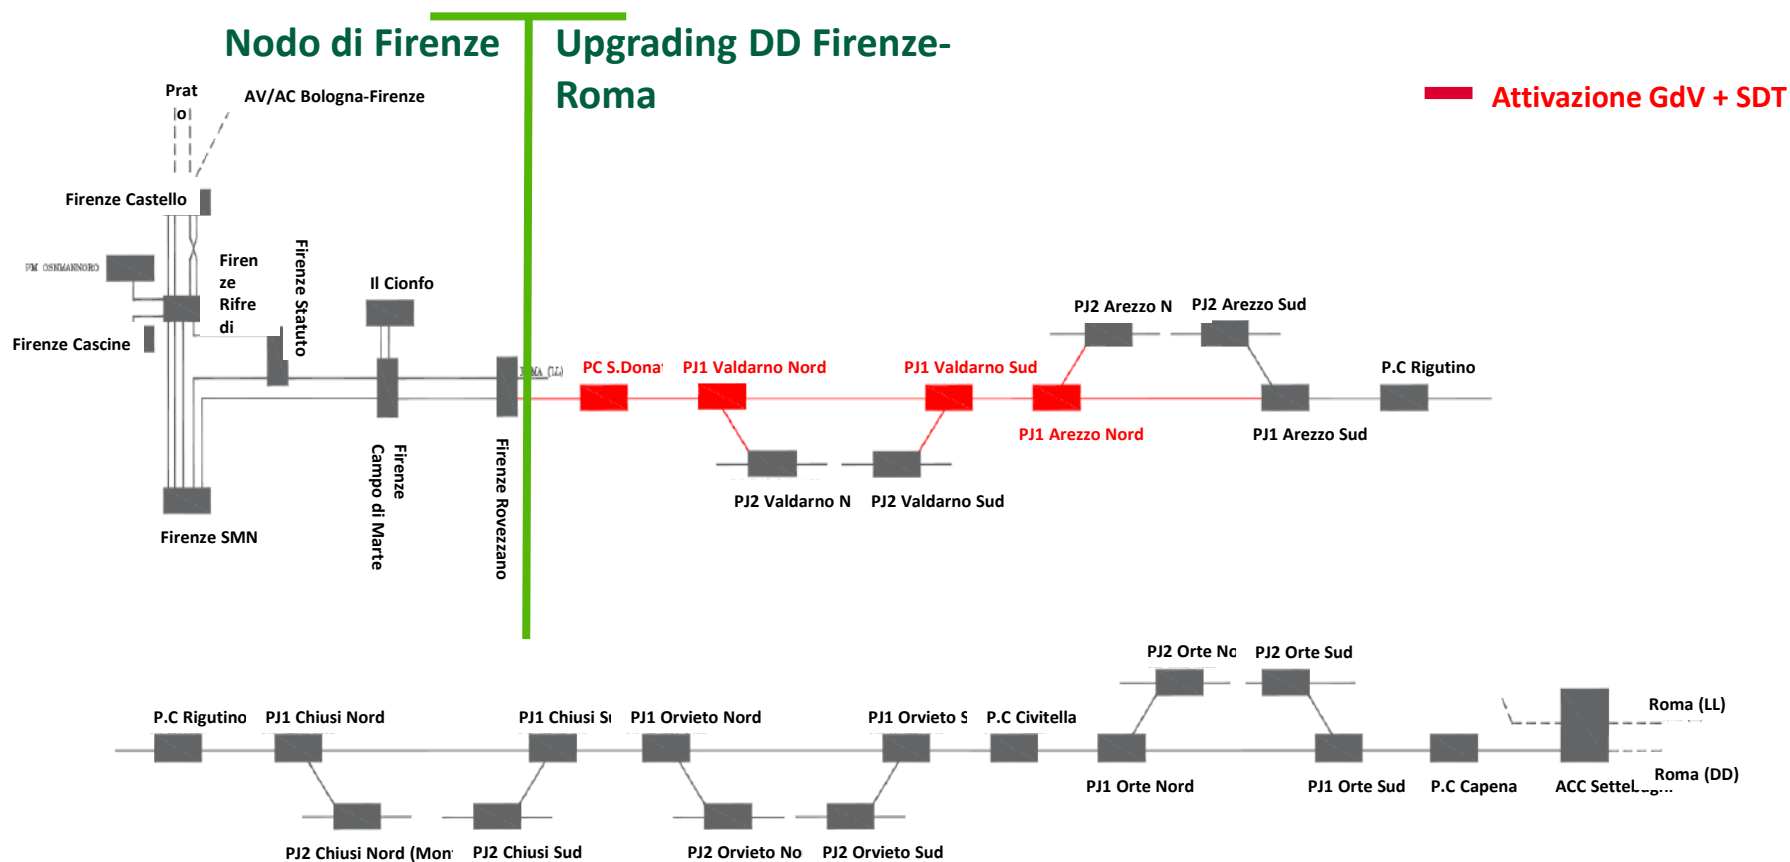 Nodo di Firenze
Upgrading DD Firenze-
Roma
Attivazione GdV + SDT
Prat
o
AV/AC Bologna-Firenze
Firenze Castello
PM OSMANNORO
Firen
ze
Rifre
di
Firenze Statuto
Il Cionfo
Firenze Cascine
Firenze SMN
Firenze
Campo di Marte
Firenze Rovezzano
(LL)
PC S.Dona
PJ1 Valdarno Nord
PJ1 Valdarno Sud
PJ2 Arezzo N
PJ2 Arezzo Sud
P.C Rigutino
PJ1 Arezzo Nord
PJ1 Arezzo Sud
PJ2 Valdarno N
PJ2 Valdarno Sud
PJ2 Orte No
PJ2 Orte Sud
P.C Rigutino
PJ1 Chiusi Nord
PJ1 Chiusi Su
PJ1 Orvieto Nord
PJ1 Orvieto S
P.C Civitella
Roma (LL)
Roma (DD)
PJ1 Orte Nord
PJ1 Orte Sud
P.C Capena
ACC Settebagni
PJ2 Chiusi Nord (Mon
PJ2 Chiusi Sud
PJ2 Orvieto No
PJ2 Orvieto Sud